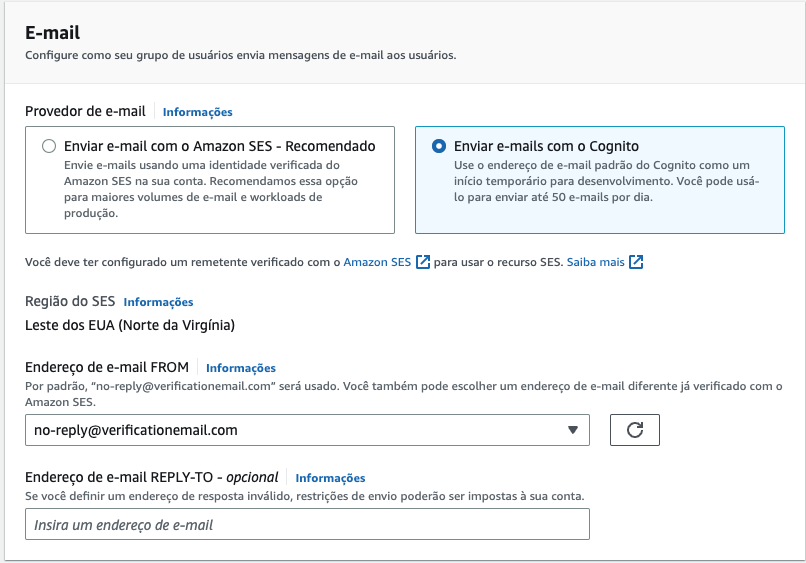 E-mail
Configure como seu grupo de usuários envia mensagens de e-mail aos usuários.
Provedor de e-mail Informações
Enviar e-mail com o Amazon SES - Recomendado
Envie e-mails usando uma identidade verificada do
Amazon SES na sua conta. Recomendamos essa opção
para maiores volumes de e-mail e workloads de
produção.
Enviar e-mails com o Cognito
Use o endereço de e-mail padrão do Cognito como um
início temporário para desenvolvimento. Você pode usá-
lo para enviar até 50 e-mails por dia.
Você deve ter configurado um remetente verificado com o Amazon SES para usar o recurso SES. Saiba mais
Região do SES Informações
Leste dos EUA (Norte da Virgínia)
Endereço de e-mail FROM Informações
Por padrão, “no-reply@verificationemail.com” será usado. Você também pode escolher um endereço de e-mail diferente já verificado com o
Amazon SES.
no-reply@verificationemail.com
Endereço de e-mail REPLY-TO - opcional Informações
Se você definir um endereço de resposta inválido, restrições de envio poderão ser impostas à sua conta.
Insira um endereço de e-mail